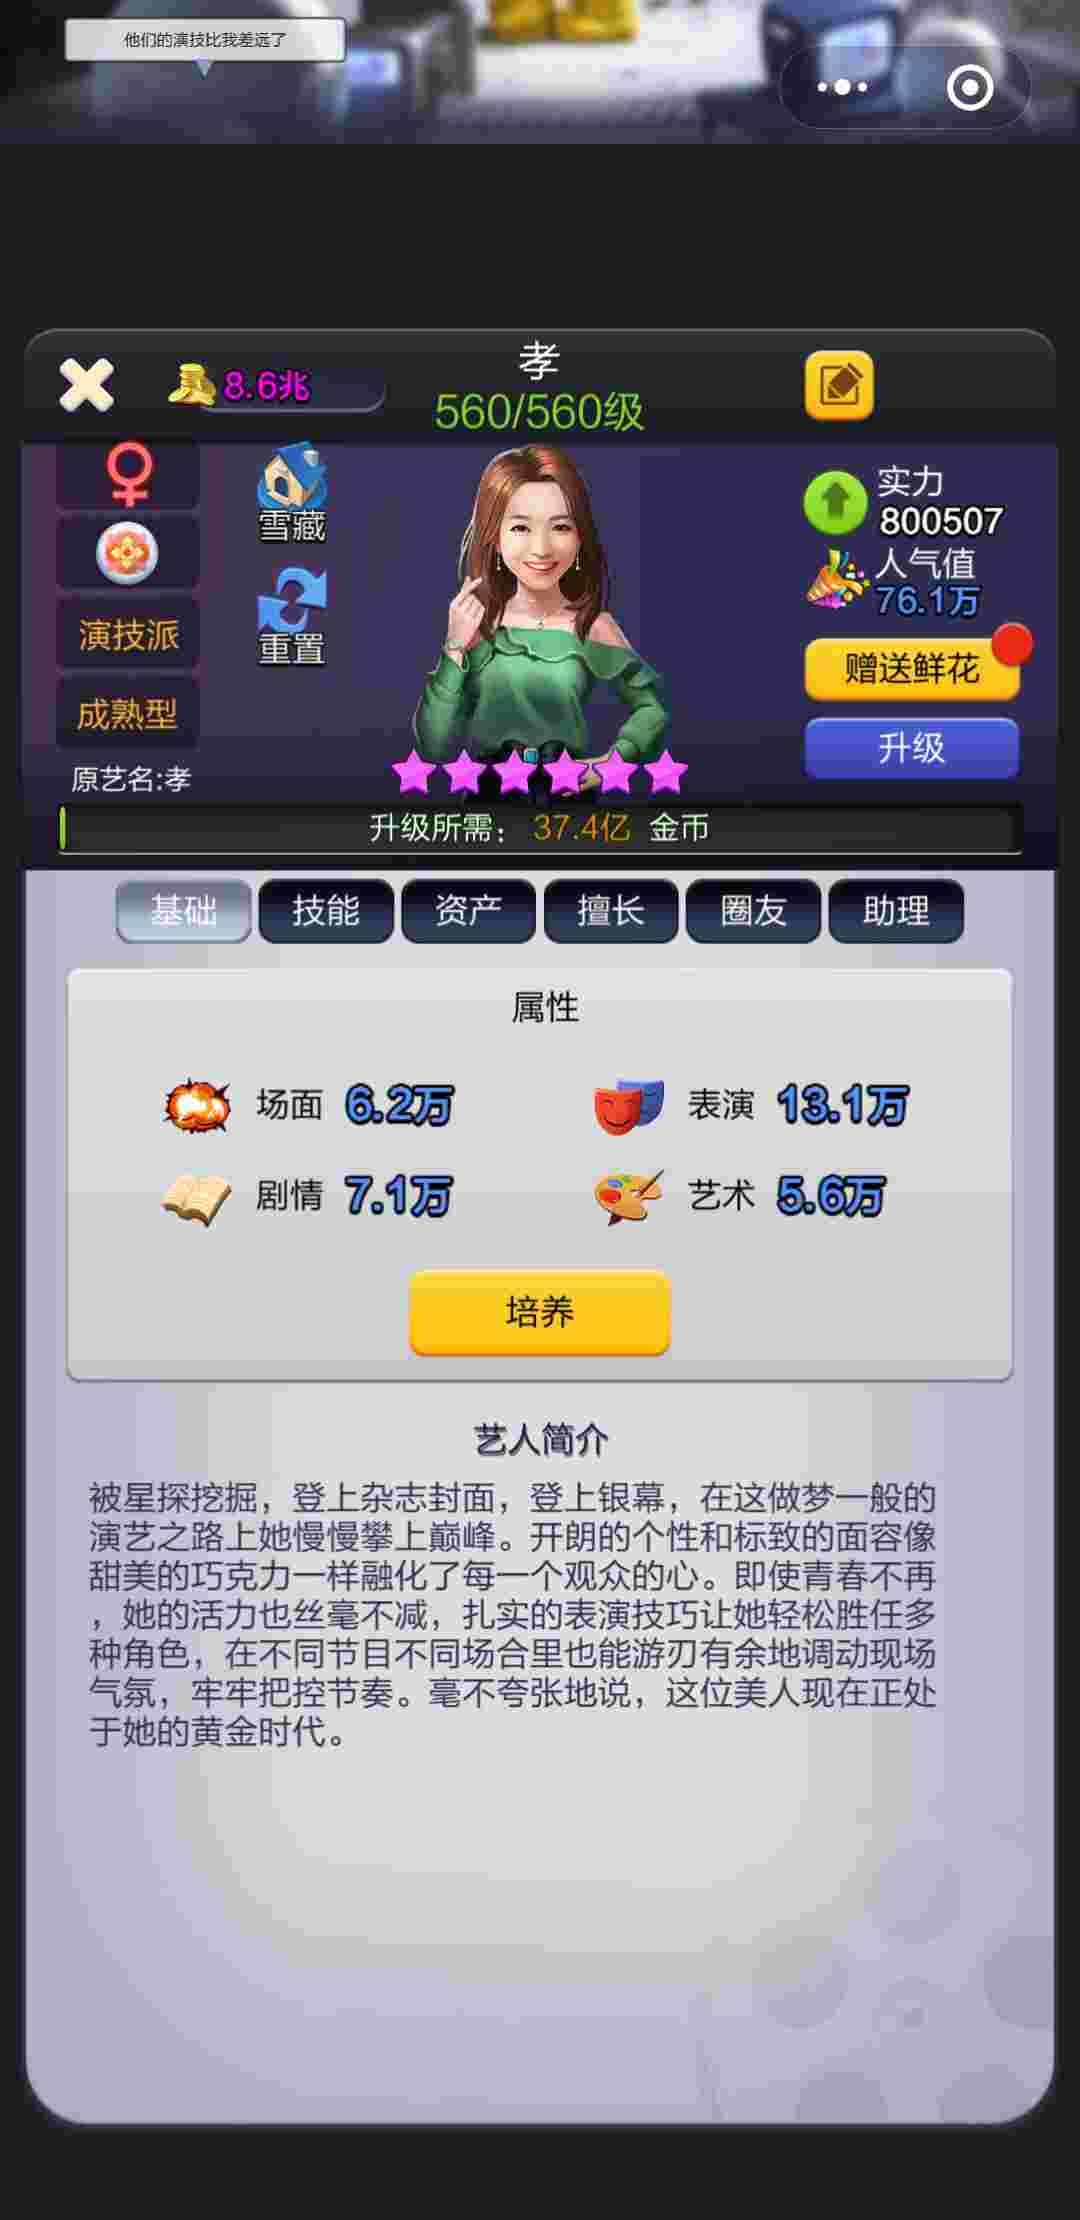 他们的演技比我差远了
孝
8.6兆
560/560级
雪藏
重置
演技派
成熟型
原艺名:孝
实力
800507
人气值
76.1万
赠送鲜花
升级
升级所需： 37.4亿 金币
基础 技能 资产 擅长 圈友 助理
属性
场面 6.2万 表演 13.1万
剧情 7.1万 艺术 5.6万
培养
艺人简介
被星探挖掘，登上杂志封面，登上银幕，在这做梦一般的
演艺之路上她慢慢攀上巅峰。开朗的个性和标致的面容像
甜美的巧克力一样融化了每一个观众的心。即使青春不再
，她的活力也丝毫不减，扎实的表演技巧让她轻松胜任多
种角色，在不同节目不同场合里也能游刃有余地调动现场
气氛，牢牢把控节奏。毫不夸张地说，这位美人现在正处
于她的黄金时代。